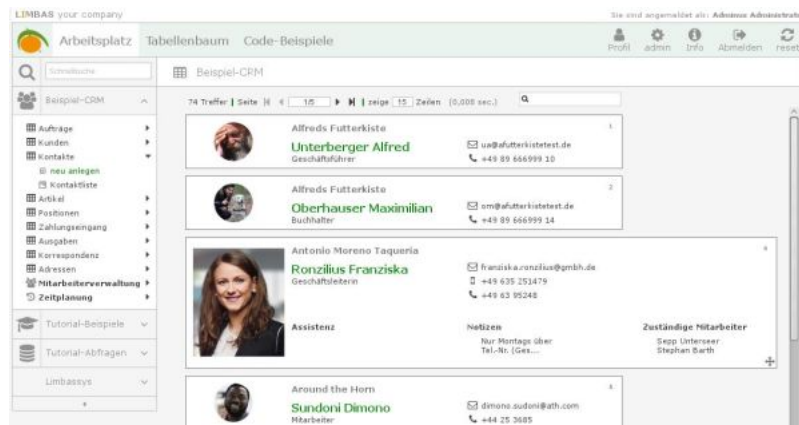 LIMBAS your company
Sie sind angemeldet als: Adminus Administrato
Arbeitsplatz Tabellenbaum Code-Beispiele
Profil admin Info Abmelden reset
Schnellsuche
Beispiel-CRM
Beispiel-CRM
Aufträge
Kunden
Kontakte
neu anlegen
Kontaktliste
Artikel
Positionen
Zahlungseingang
Ausgaben
Korrespondenz
Adressen
Mitarbeiterverwaltung
Zeitplanung
Tutorial-Beispiele
Tutorial-Abfragen
Limbassys
74 Treffer | Seite 1/5 | zeige 15 Zeilen (0,008 sec.)
Alfreds Futterkiste 1
Unterberger Alfred
Geschäftsführer
ua@afutterkistetest.de
+49 89 666999 10
Alfreds Futterkiste 2
Oberhauser Maximilian
Buchhalter
om@afutterkistetest.de
+49 89 666999 14
Antonio Moreno Taquería
Ronzilius Franziska
Geschäftsleiterin
franziska.ronzilius@gmbh.de
+49 635 251479
+49 63 95248
Assistenz
Notizen
Nur Montags über
Tel.-Nr. (Ges...
Zuständige Mitarbeiter
Sepp Unterseer
Stephan Barth
Around the Horn
Sundoni Dimono
Mitarbeiter
dimono.sudoni@ath.com
+44 25 3685